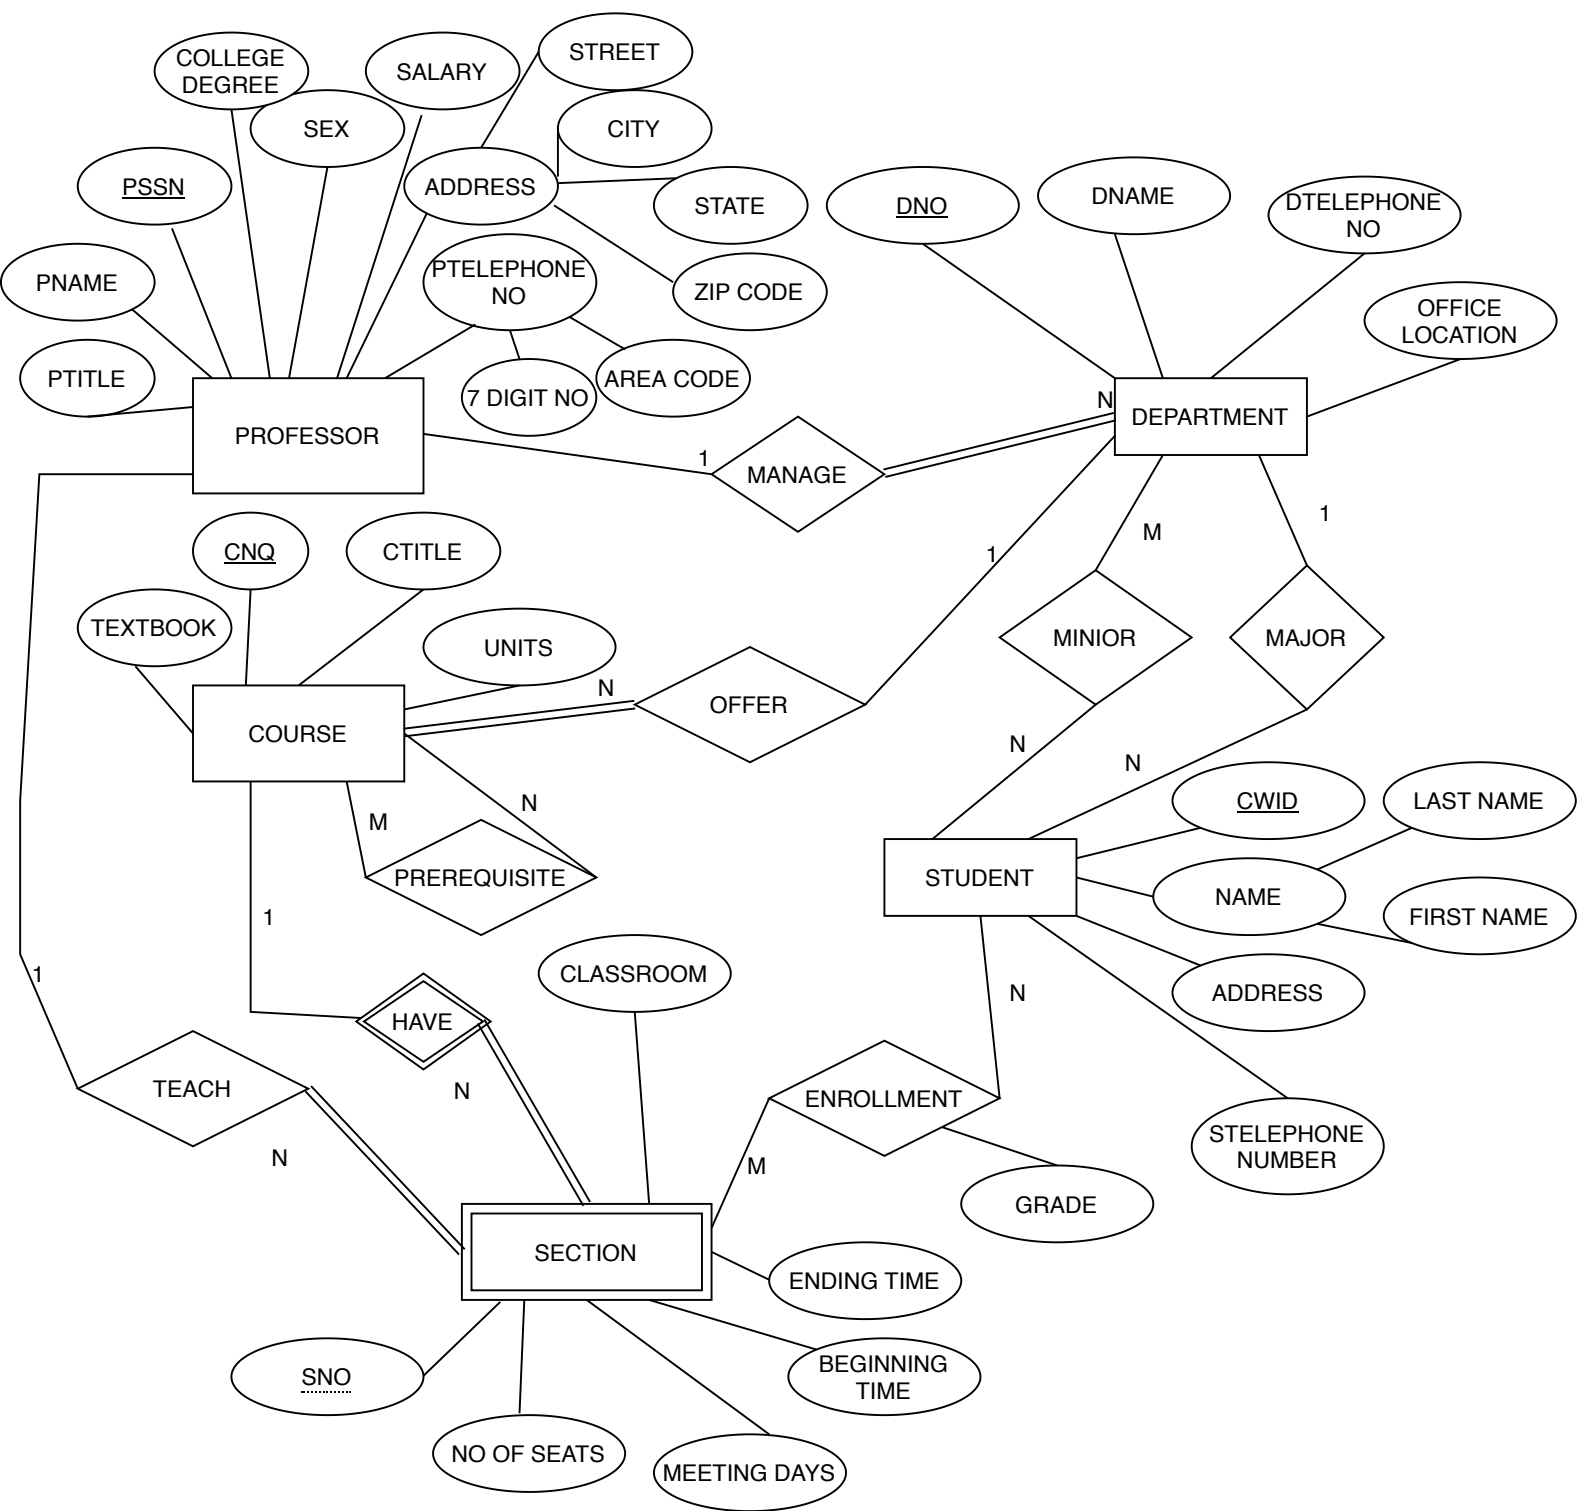 COLLEGE
DEGREE
SALARY
STREET
SEX
CITY
PSSN
ADDRESS
STATE
DNO
DNAME
DTELEPHONE
NO
PNAME
PTELEPHONE
NO
ZIP CODE
OFFICE
LOCATION
PTITLE
7 DIGIT NO
AREA CODE
PROFESSOR
N
DEPARTMENT
1
MANAGE
M
1
1
CNQ
CTITLE
TEXTBOOK
UNITS
MINIOR
MAJOR
N
OFFER
COURSE
N
N
M
N
CWID
LAST NAME
PREREQUISITE
STUDENT
NAME
FIRST NAME
1
1
CLASSROOM
N
ADDRESS
HAVE
TEACH
N
ENROLLMENT
STELEPHONE
NUMBER
N
M
GRADE
SECTION
ENDING TIME
SNO
BEGINNING
TIME
NO OF SEATS
MEETING DAYS